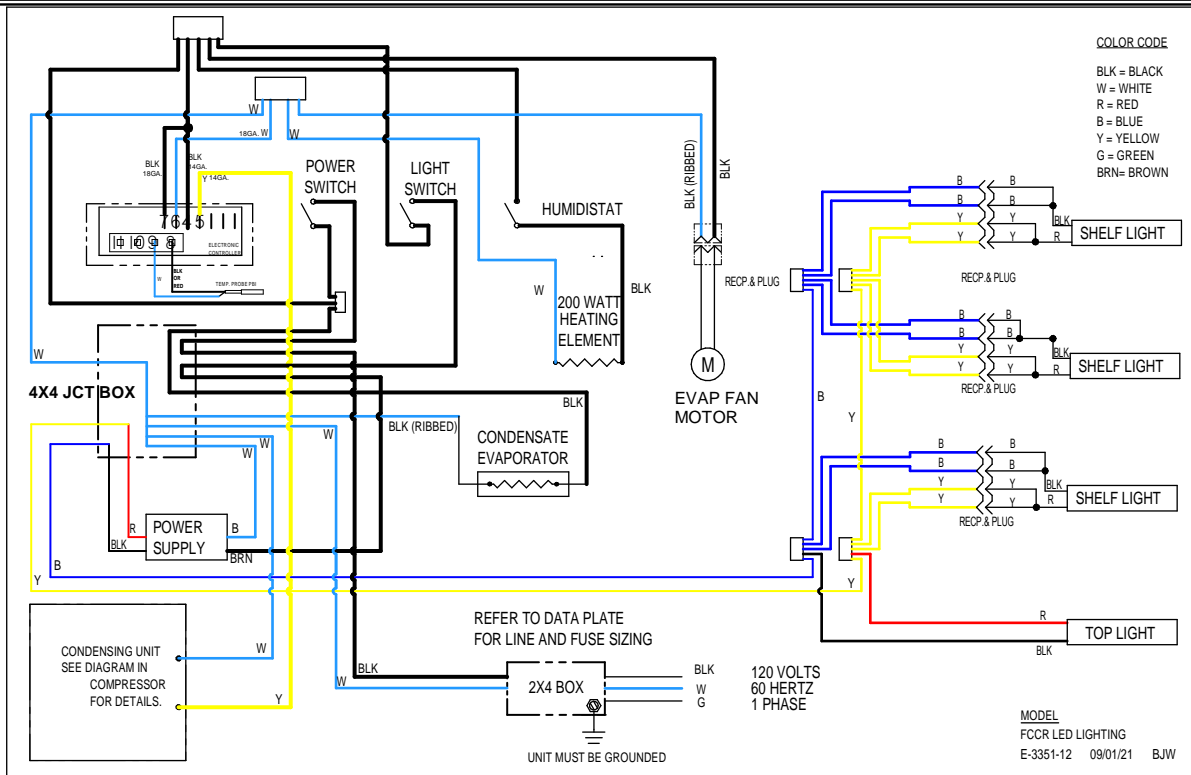 COLOR CODE
BLK = BLACK
W = WHITE
R = RED
B = BLUE
Y = YELLOW
G = GREEN
BRN= BROWN
W
18GA. W
W
BLK
18GA.
BLK
14GA.
Y 14GA.
POWER
SWITCH
LIGHT
SWITCH
HUMIDISTAT
BLK (RIBBED)
BLK
7 6 4 5
ELECTRONIC
CONTROLLER
W
BLK
OR
RED
TEMP. PROBE PBI
W
200 WATT
HEATING
ELEMENT
BLK
M
EVAP FAN
MOTOR
RECP.& PLUG
B
B
Y
Y
B
B
Y
Y
BLK
R
SHELF LIGHT
RECP.& PLUG
B
B
Y
Y
B
B
Y
Y
BLK
R
SHELF LIGHT
RECP.& PLUG
B
Y
W
4X4 JCT BOX
BLK (RIBBED)
BLK
CONDENSATE
EVAPORATOR
W
W
W
B
B
Y
Y
B
B
Y
Y
BLK
R
SHELF LIGHT
RECP.& PLUG
R
BLK
POWER
SUPPLY
B
BRN
B
Y
Y
R
BLK
TOP LIGHT
CONDENSING UNIT
SEE DIAGRAM IN
COMPRESSOR
FOR DETAILS.
W
Y
REFER TO DATA PLATE
FOR LINE AND FUSE SIZING
BLK
W
2X4 BOX
BLK
W
G
120 VOLTS
60 HERTZ
1 PHASE
UNIT MUST BE GROUNDED
MODEL
FCCR LED LIGHTING
E-3351-12 09/01/21 BJW